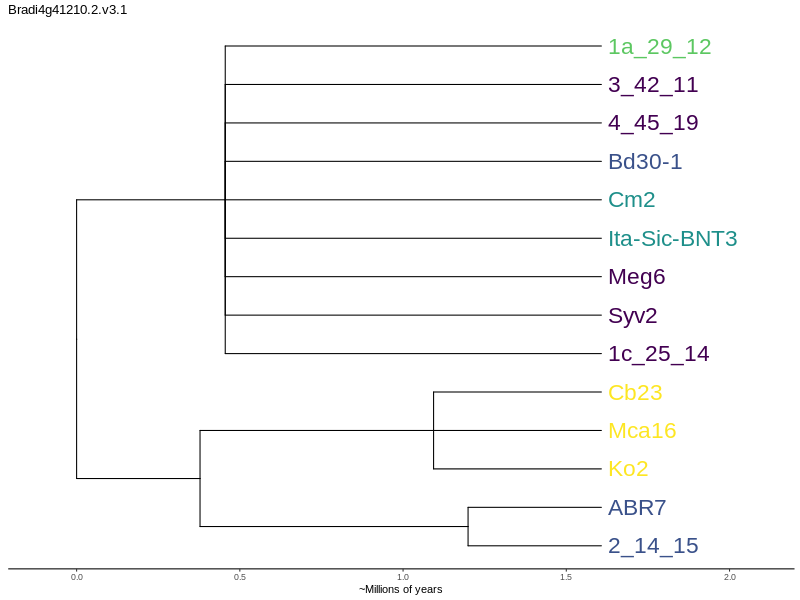 Bradi4g41210.2.v3.1
1a_29_12
3_42_11
4_45_19
Bd30-1
Cm2
Ita-Sic-BNT3
Meg6
Syv2
1c_25_14
Cb23
Mca16
Ko2
ABR7
2_14_15
0.0 0.5 1.0 1.5 2.0
~Millions of years